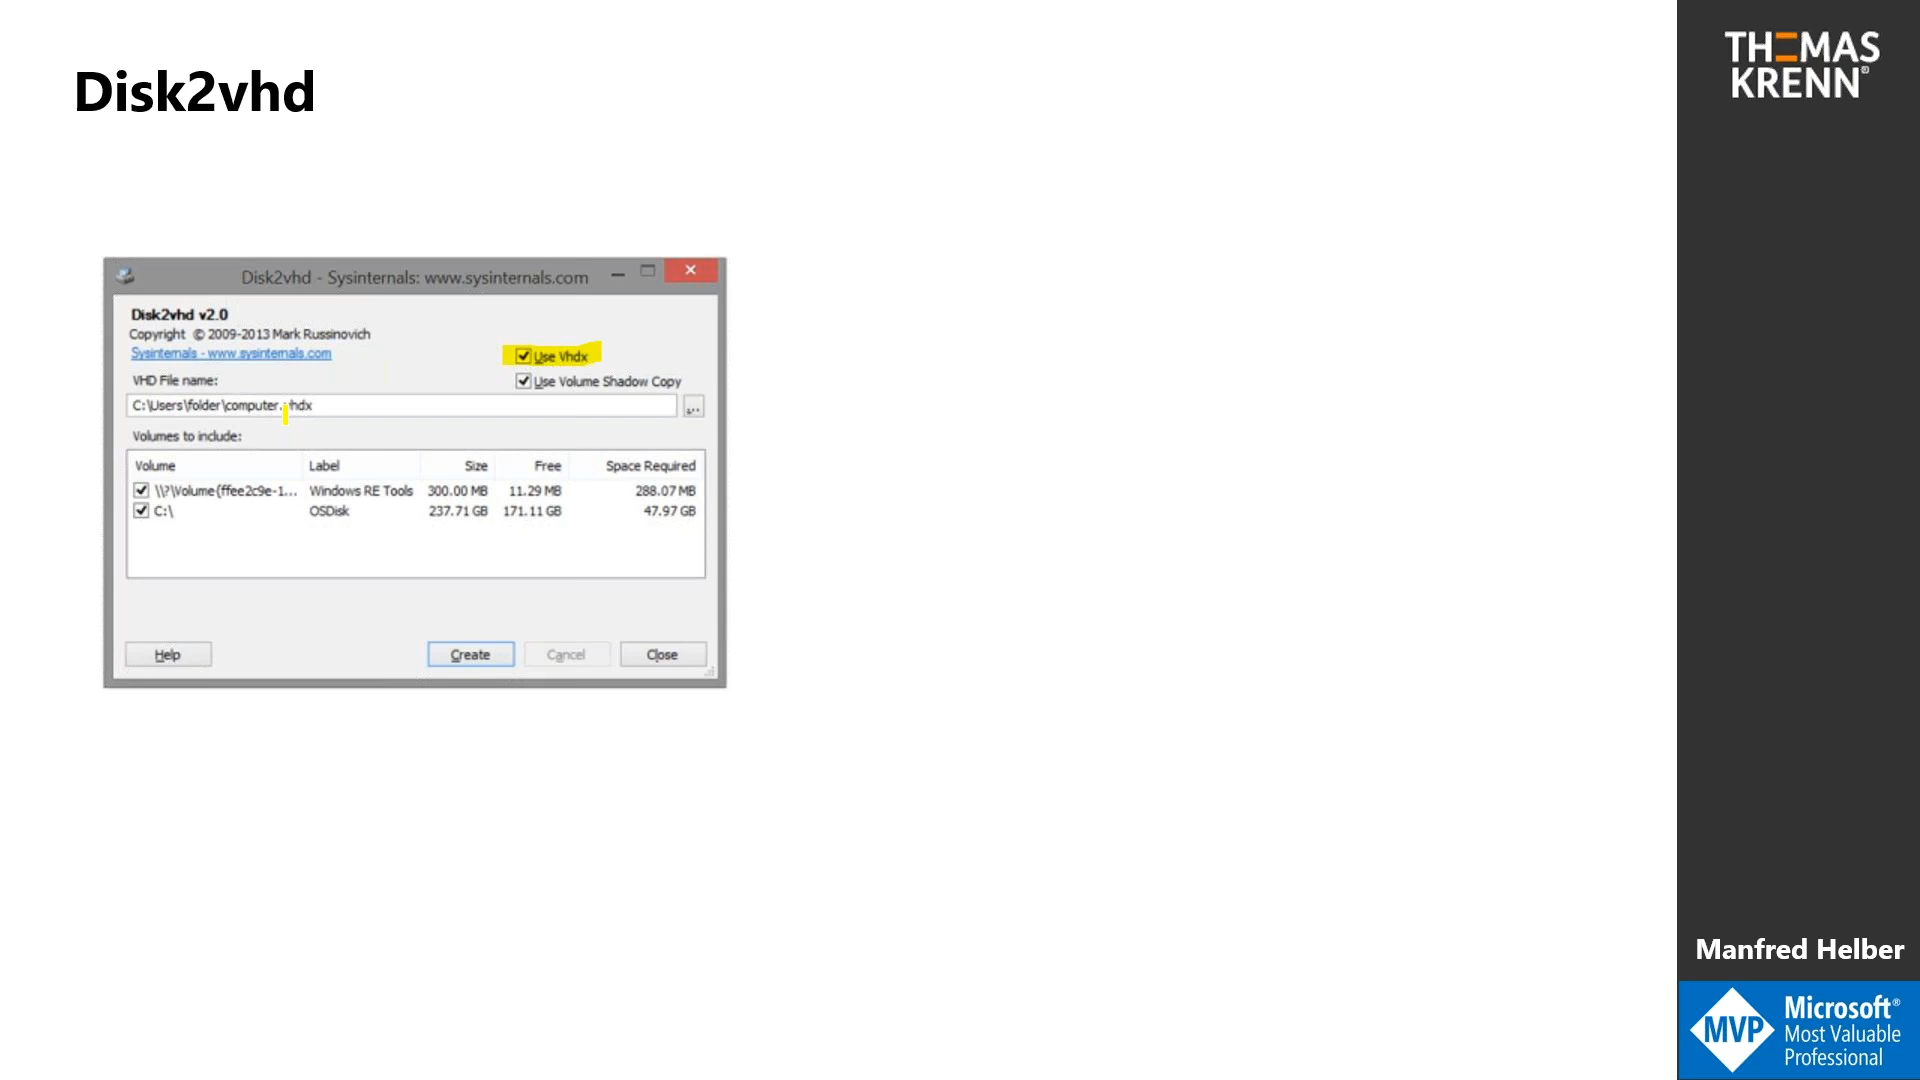 Disk2vhd
Disk2vhd - Sysinternals: www.sysinternals.com
Disk2vhd v2.0
Copyright © 2009-2013 Mark Russinovich
Sysinternals - www.sysinternals.com
Use Vhdx
VHD File name:
Use Volume Shadow Copy
C:\Users\folder\computer.vhdx
...
Volumes to include:
Volume Label Size Free Space Required
\\?\Volume{ffee2c9e-1... Windows RE Tools 300.00 MB 11.29 MB 288.07 MB
C:\ OSDisk 237.71 GB 171.11 GB 47.97 GB
Help Create Cancel Close
THOMAS
KRENN®
Manfred Helber
MVP
Microsoft®
Most Valuable
Professional